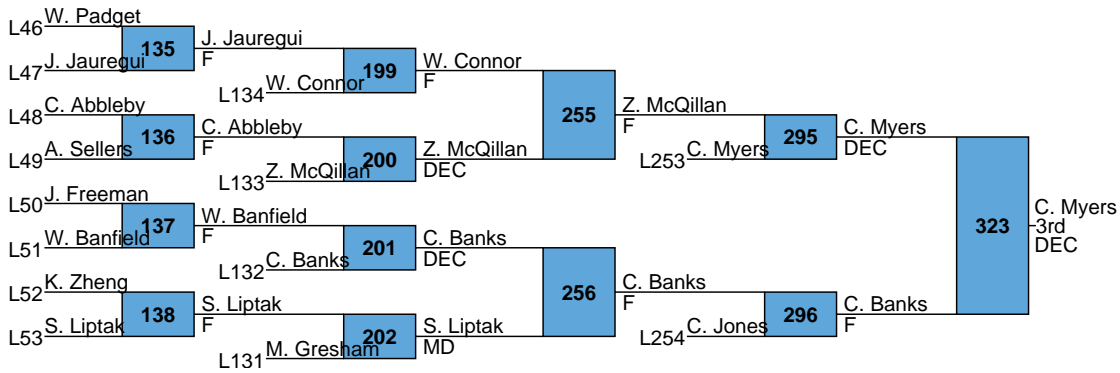 L46 W. Padget
135 J. Jauregui
F
L47 J. Jauregui
199 W. Connor
F
L134 W. Connor
L48 C. Abbleby
136 C. Abbleby
F
L49 A. Sellers
200 Z. McQillan
DEC
L133 Z. McQillan
255 Z. McQillan
F
L253 C. Myers
295 C. Myers
DEC
L50 J. Freeman
137 W. Banfield
F
L51 W. Banfield
201 C. Banks
DEC
L132 C. Banks
L52 K. Zheng
138 S. Liptak
F
L53 S. Liptak
202 S. Liptak
MD
L131 M. Gresham
256 C. Banks
F
L254 C. Jones
296 C. Banks
F
323 C. Myers
3rd
DEC